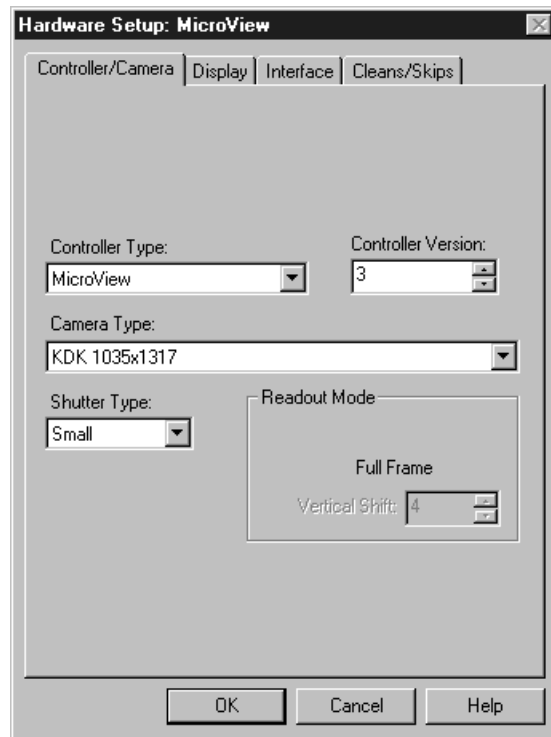 Hardware Setup: MicroView
Controller/Camera Display Interface Cleans/Skips
Controller Type: Controller Version:
MicroView 3
Camera Type:
KDK 1035x1317
Shutter Type: Readout Mode
Small
Full Frame
Vertical Shift: 4
OK Cancel Help